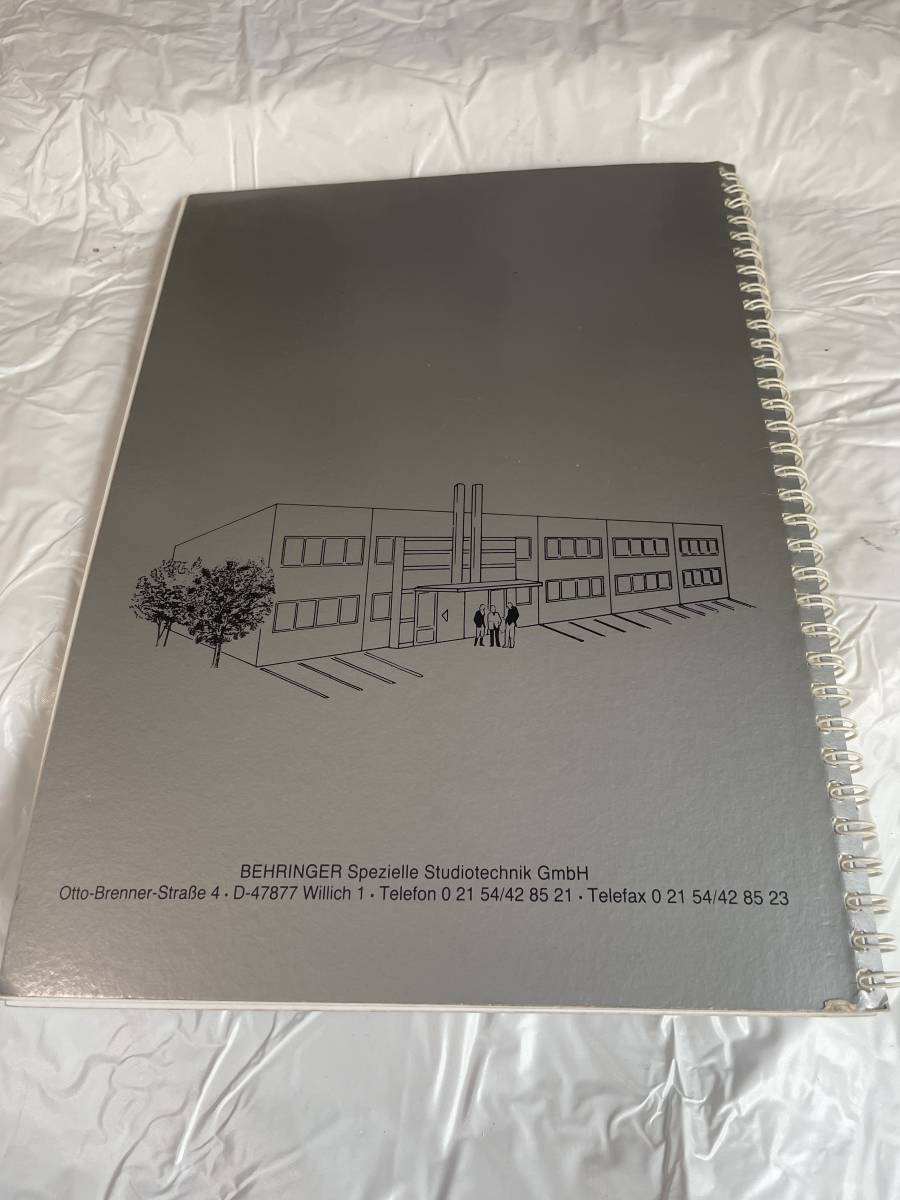 BEHRINGER Spezielle Studiotechnik GmbH
Otto-Brenner-Straße 4 • D-47877 Willich 1 • Telefon 0 21 54/42 85 21 • Telefax 0 21 54/42 85 23